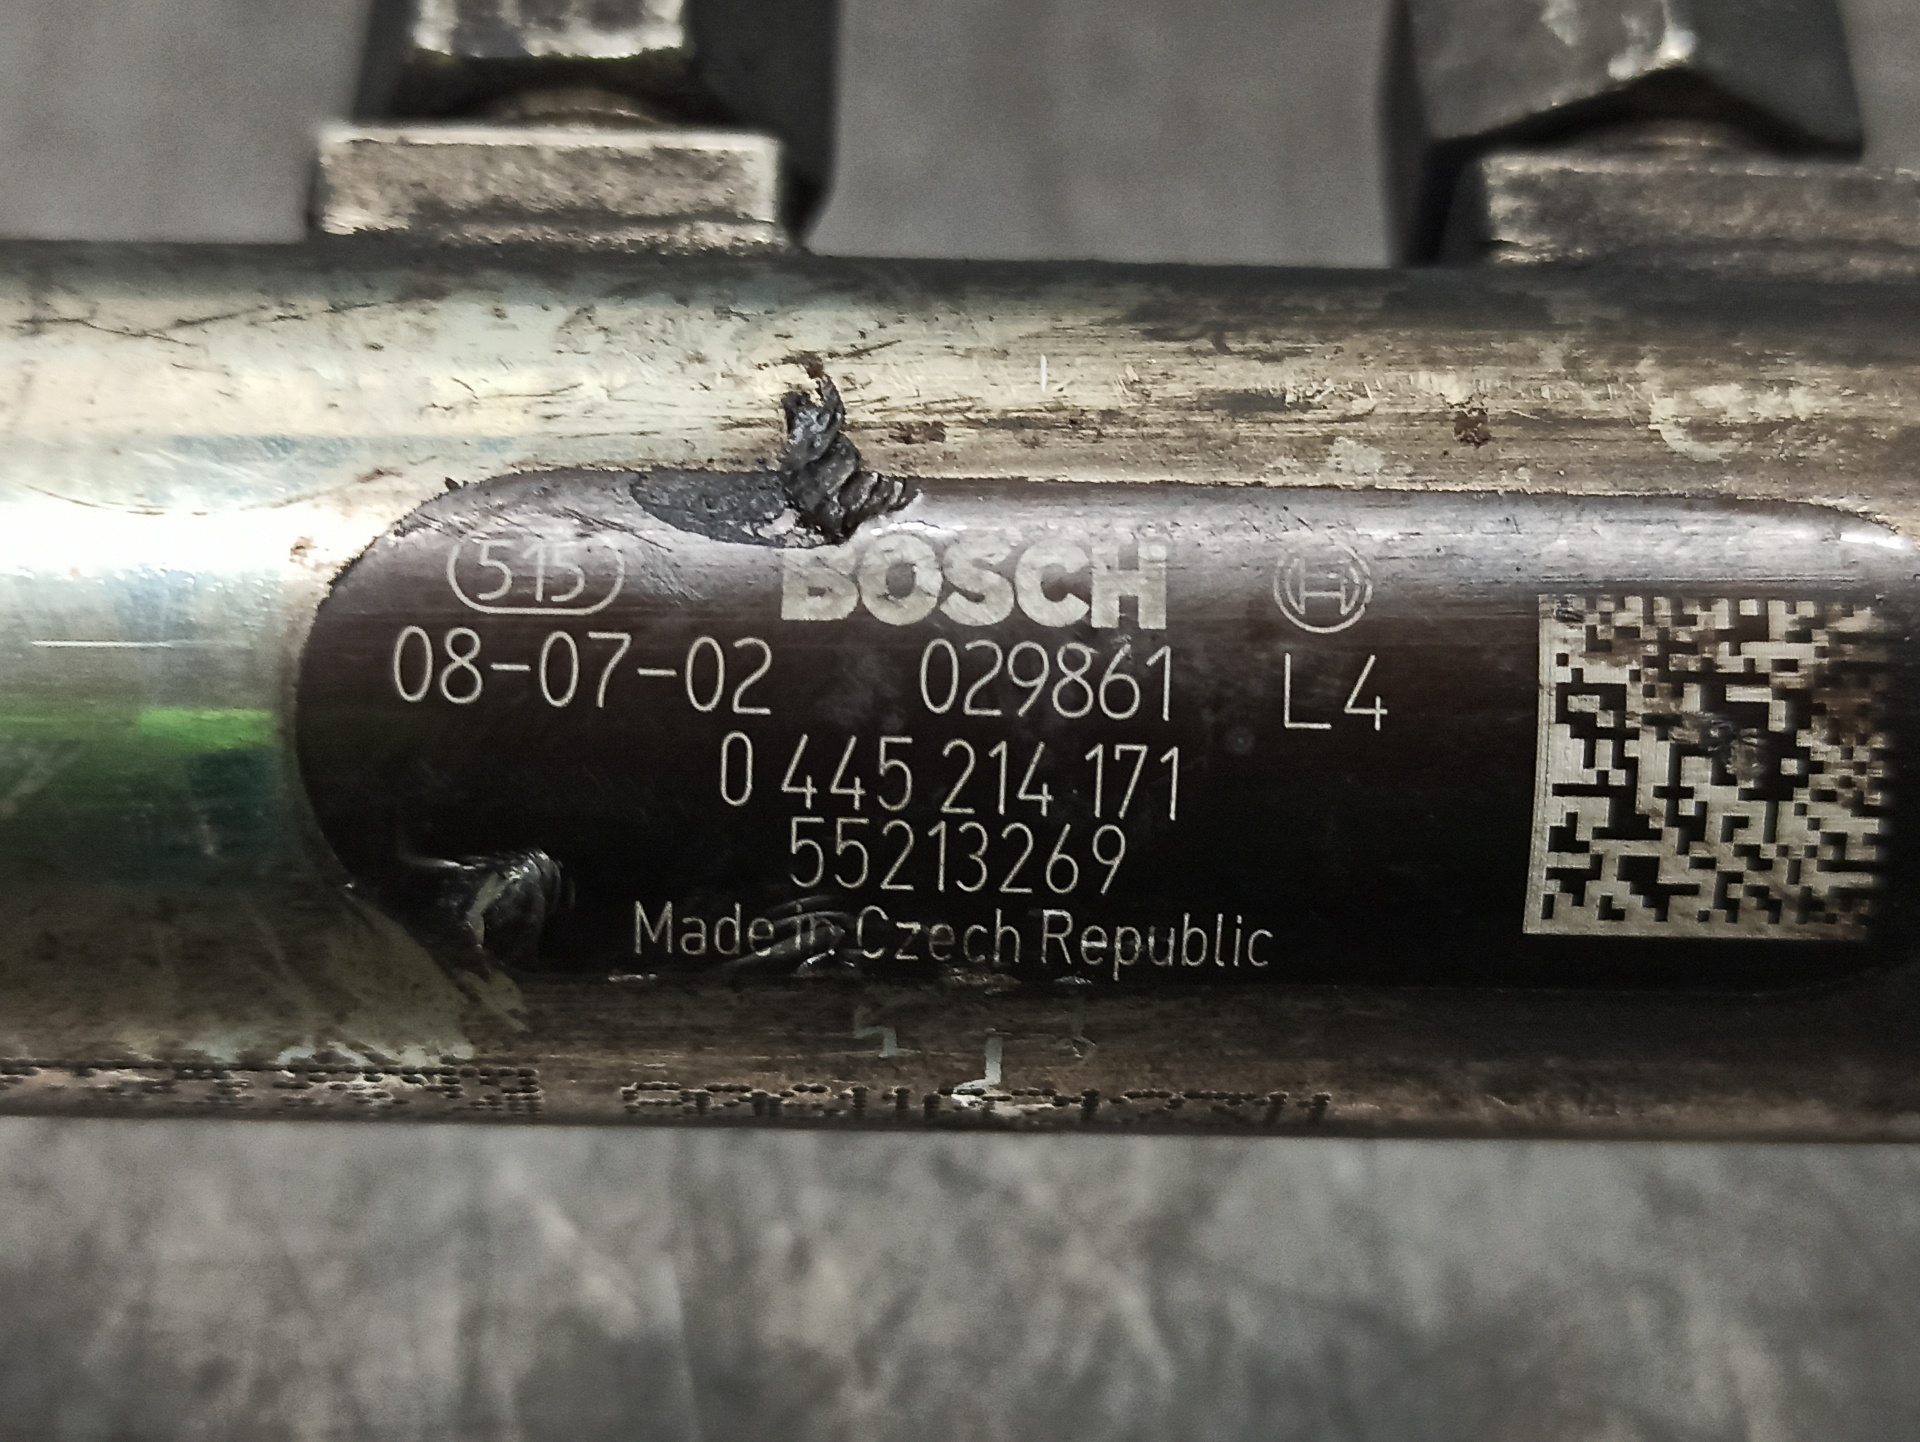 515 BOSCH H
08-07-02 029861 L4
0 445 214 171
55213269
Made in Czech Republic